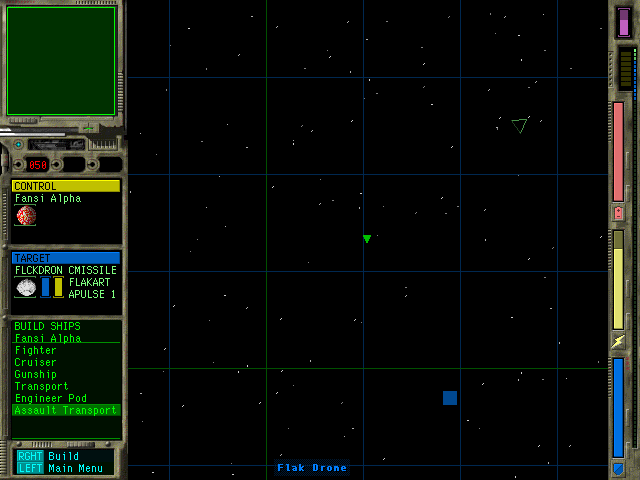 050
CONTROL
Fansi Alpha
TARGET
FLCKDRON CMISSILE
FLAKART
APULSE 1
BUILD SHIPS
Fansi Alpha
Fighter
Cruiser
Gunship
Transport
Engineer Pod
Assault Transport
RGHT Build
LEFT Main Menu
Flak Drone